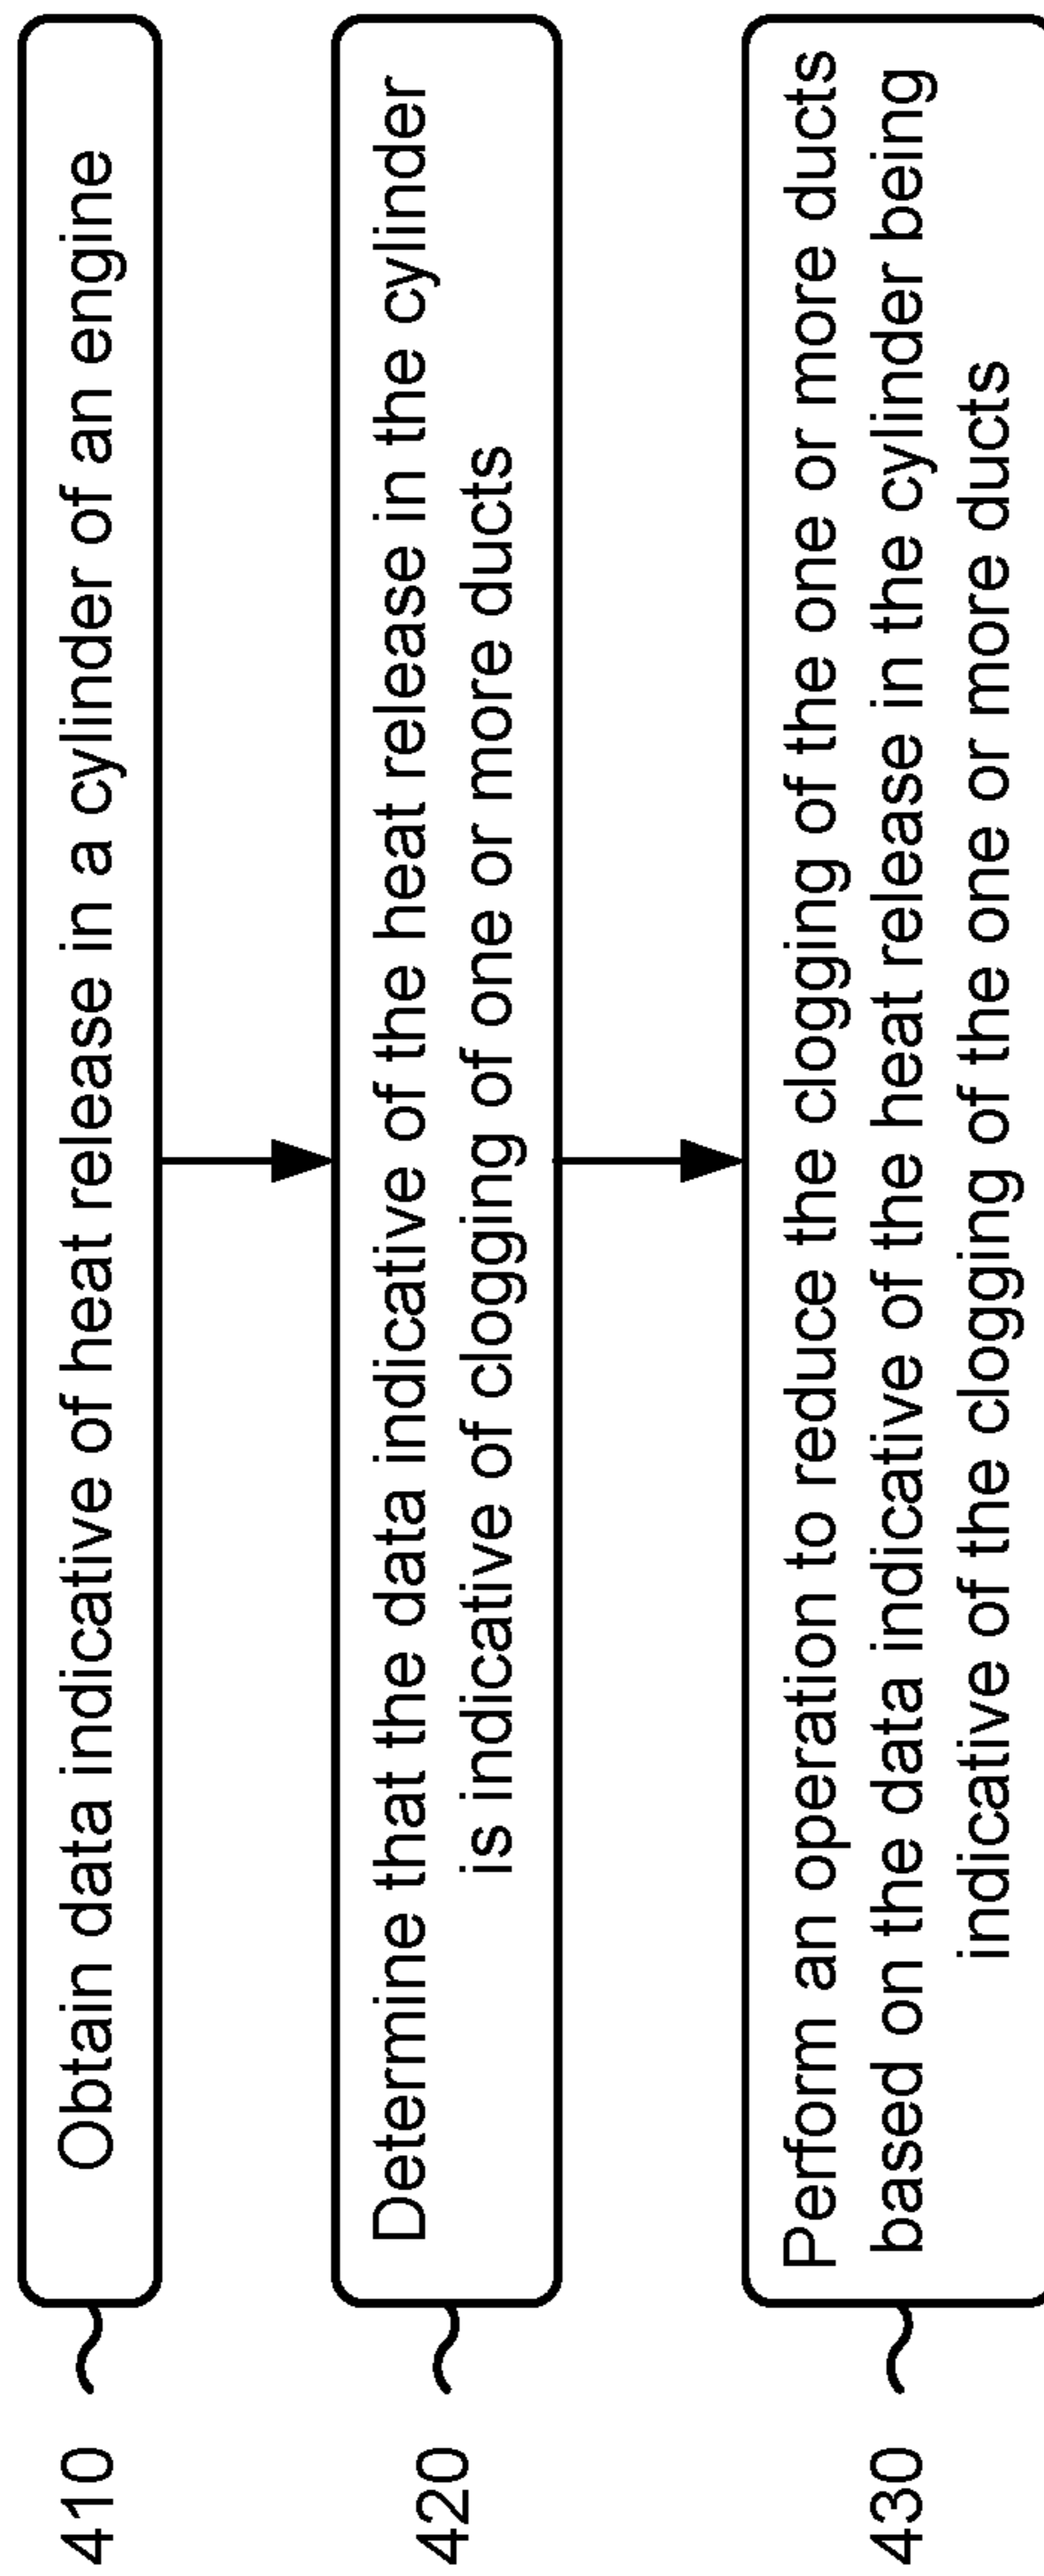 410
Obtain data indicative of heat release in a cylinder of an engine
420
Determine that the data indicative of the heat release in the cylinder
is indicative of clogging of one or more ducts
430
Perform an operation to reduce the clogging of the one or more ducts
based on the data indicative of the heat release in the cylinder being
indicative of the clogging of the one or more ducts